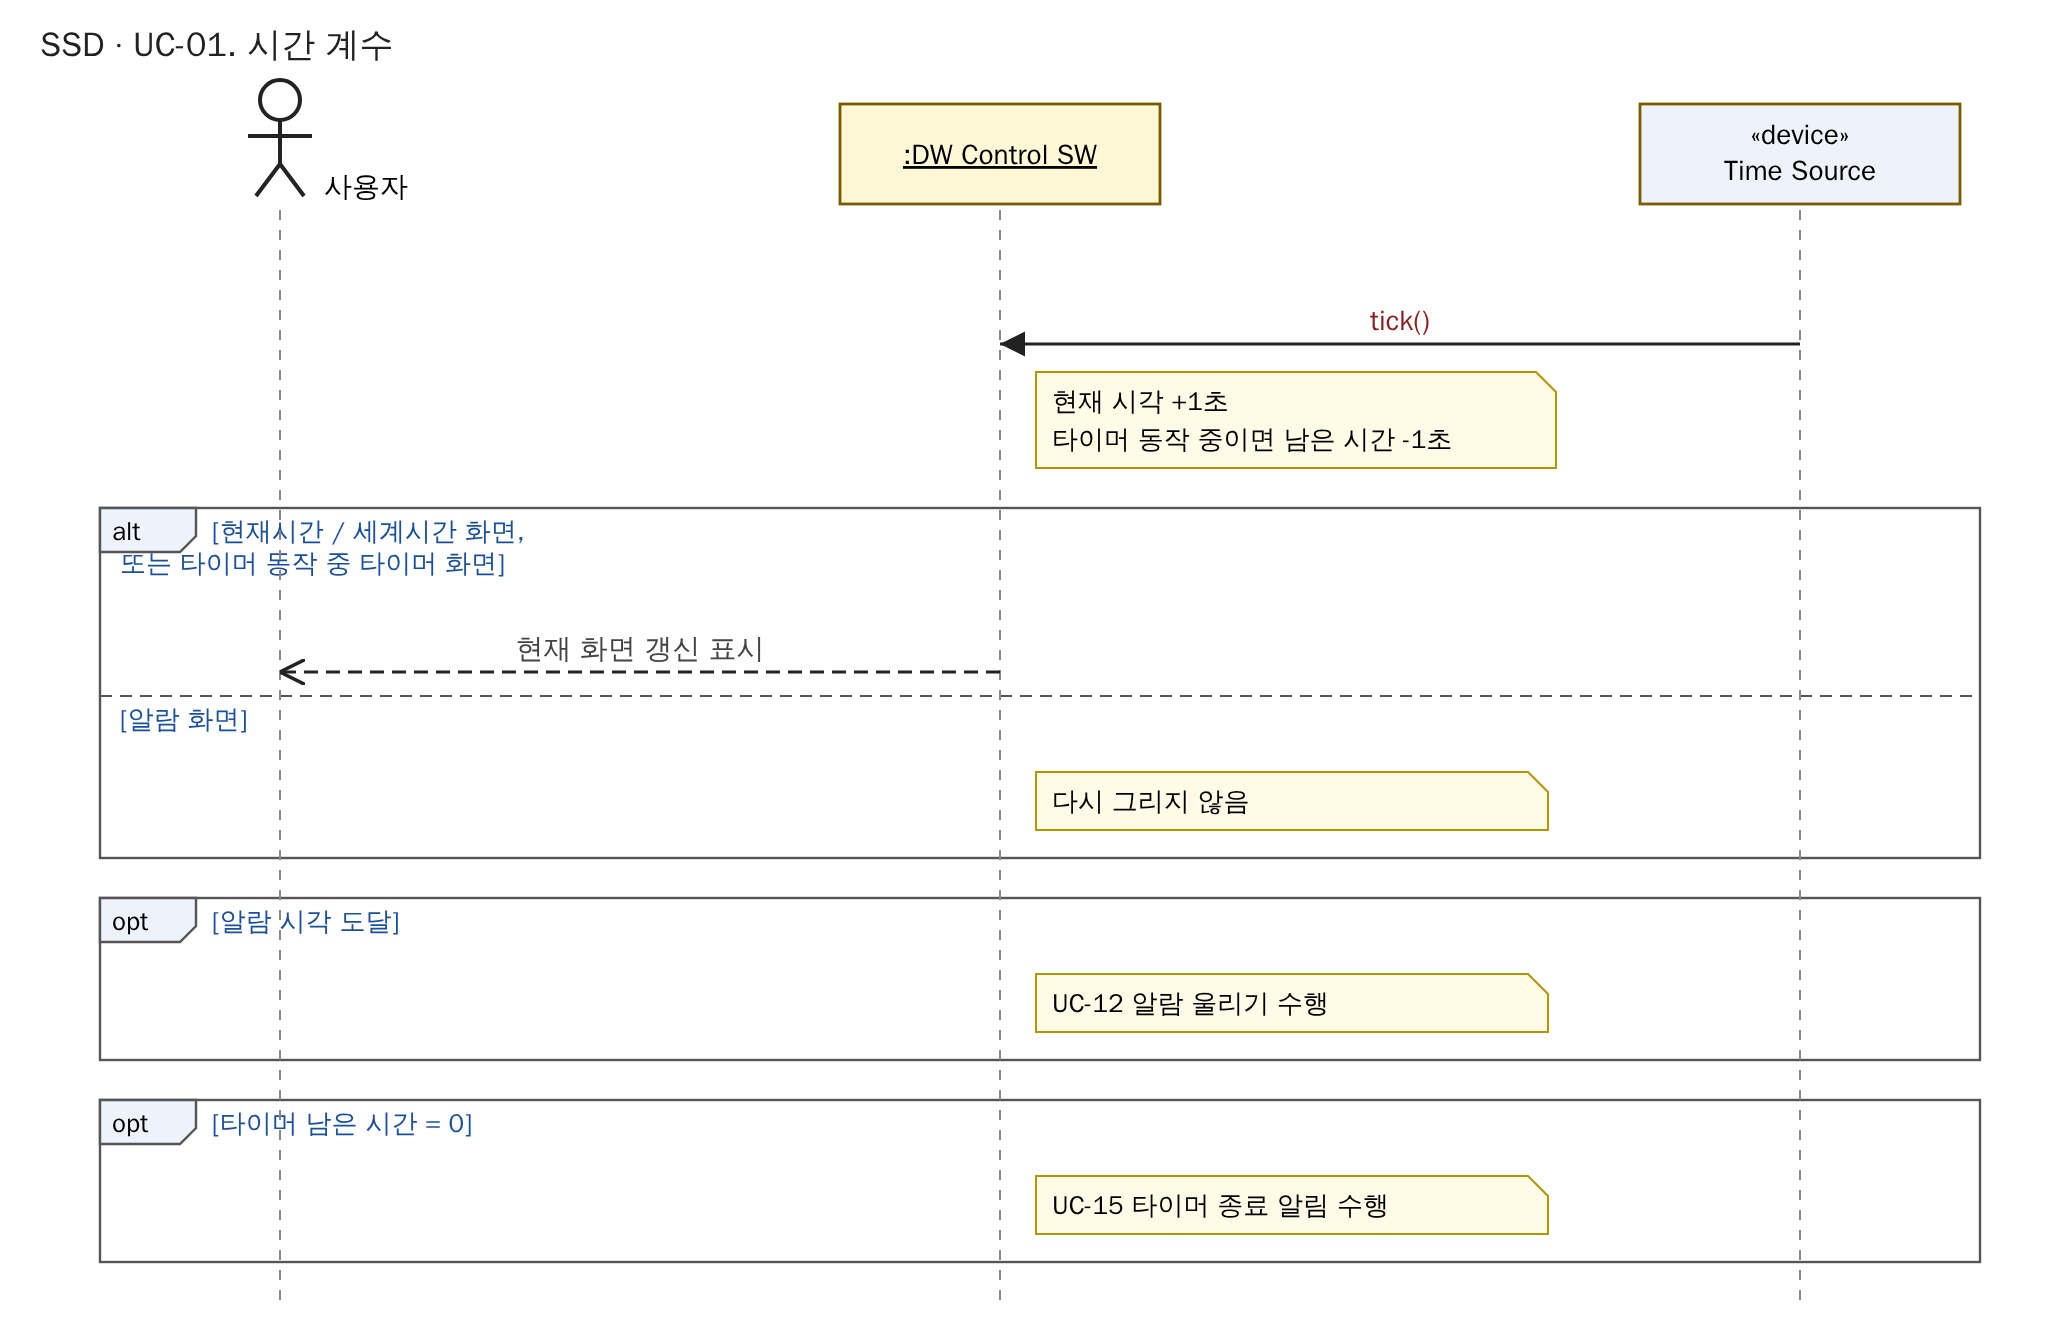 SSD · UC-01. 시간 계수
사용자
:DW Control SW
«device»
Time Source
tick()
현재 시각 +1초
타이머 동작 중이면 남은 시간 -1초
alt
[현재시간 / 세계시간 화면,
또는 타이머 동작 중 타이머 화면]
현재 화면 갱신 표시
[알람 화면]
다시 그리지 않음
opt
[알람 시각 도달]
UC-12 알람 울리기 수행
opt
[타이머 남은 시간 = 0]
UC-15 타이머 종료 알림 수행